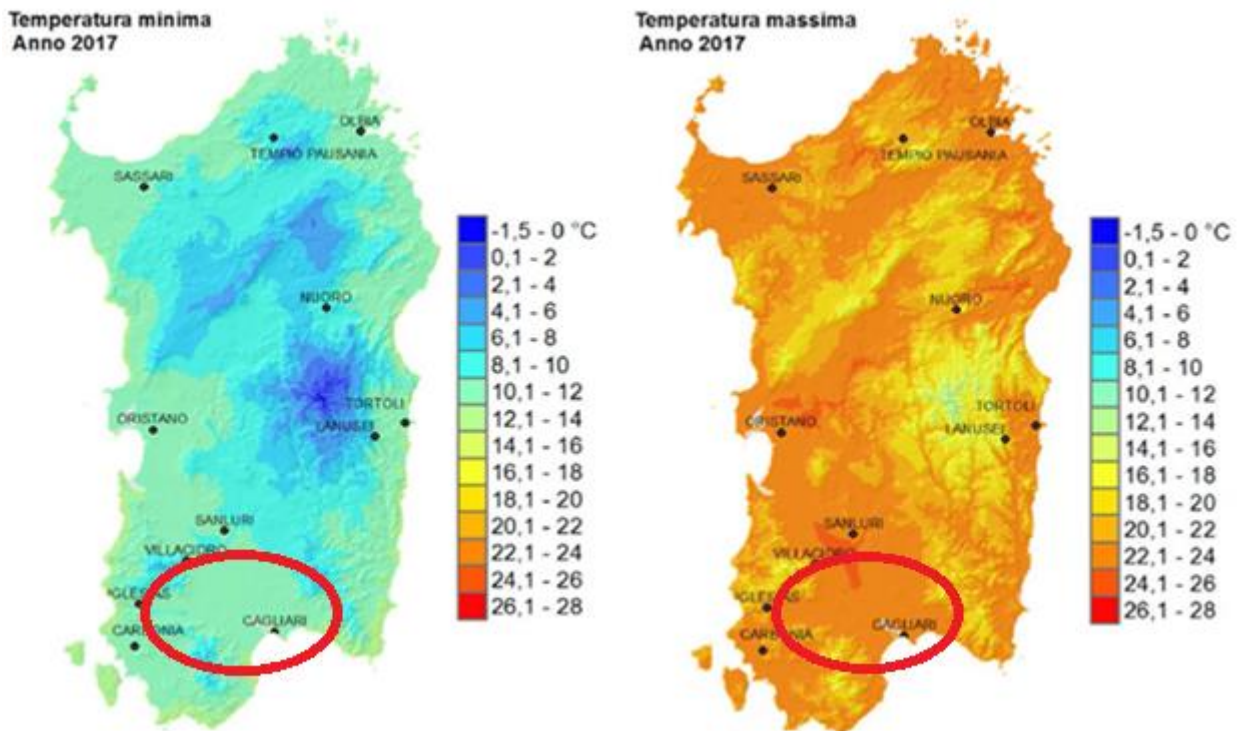 Temperatura minima
Anno 2017
OLBIA
TEMPIO PAUSANIA
SASSARI
NUORO
TORTOLI
ORISTANO
LANUSEI
SANLURI
VILLACIDRO
IGLESIAS
CAGLIARI
CARBONIA
-1,5 - 0 °C
0,1 - 2
2,1 - 4
4,1 - 6
6,1 - 8
8,1 - 10
10,1 - 12
12,1 - 14
14,1 - 16
16,1 - 18
18,1 - 20
20,1 - 22
22,1 - 24
24,1 - 26
26,1 - 28
Temperatura massima
Anno 2017
OLBIA
TEMPIO PAUSANIA
SASSARI
NUORO
TORTOLI
ORISTANO
LANUSEI
SANLURI
VILLACIDRO
IGLESIAS
CAGLIARI
CARBONIA
-1,5 - 0 °C
0,1 - 2
2,1 - 4
4,1 - 6
6,1 - 8
8,1 - 10
10,1 - 12
12,1 - 14
14,1 - 16
16,1 - 18
18,1 - 20
20,1 - 22
22,1 - 24
24,1 - 26
26,1 - 28